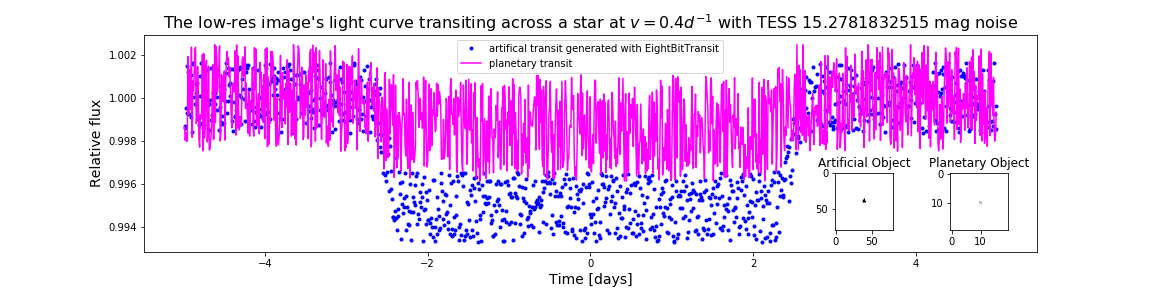 The low-res image's light curve transiting across a star at v = 0.4d⁻¹ with TESS 15.2781832515 mag noise
artifical transit generated with EightBitTransit
planetary transit
Relative flux
1.002
1.000
0.998
0.996
0.994
Artificial Object
0
50
0
50
Planetary Object
0
10
0
10
−4
−2
0
2
4
Time [days]